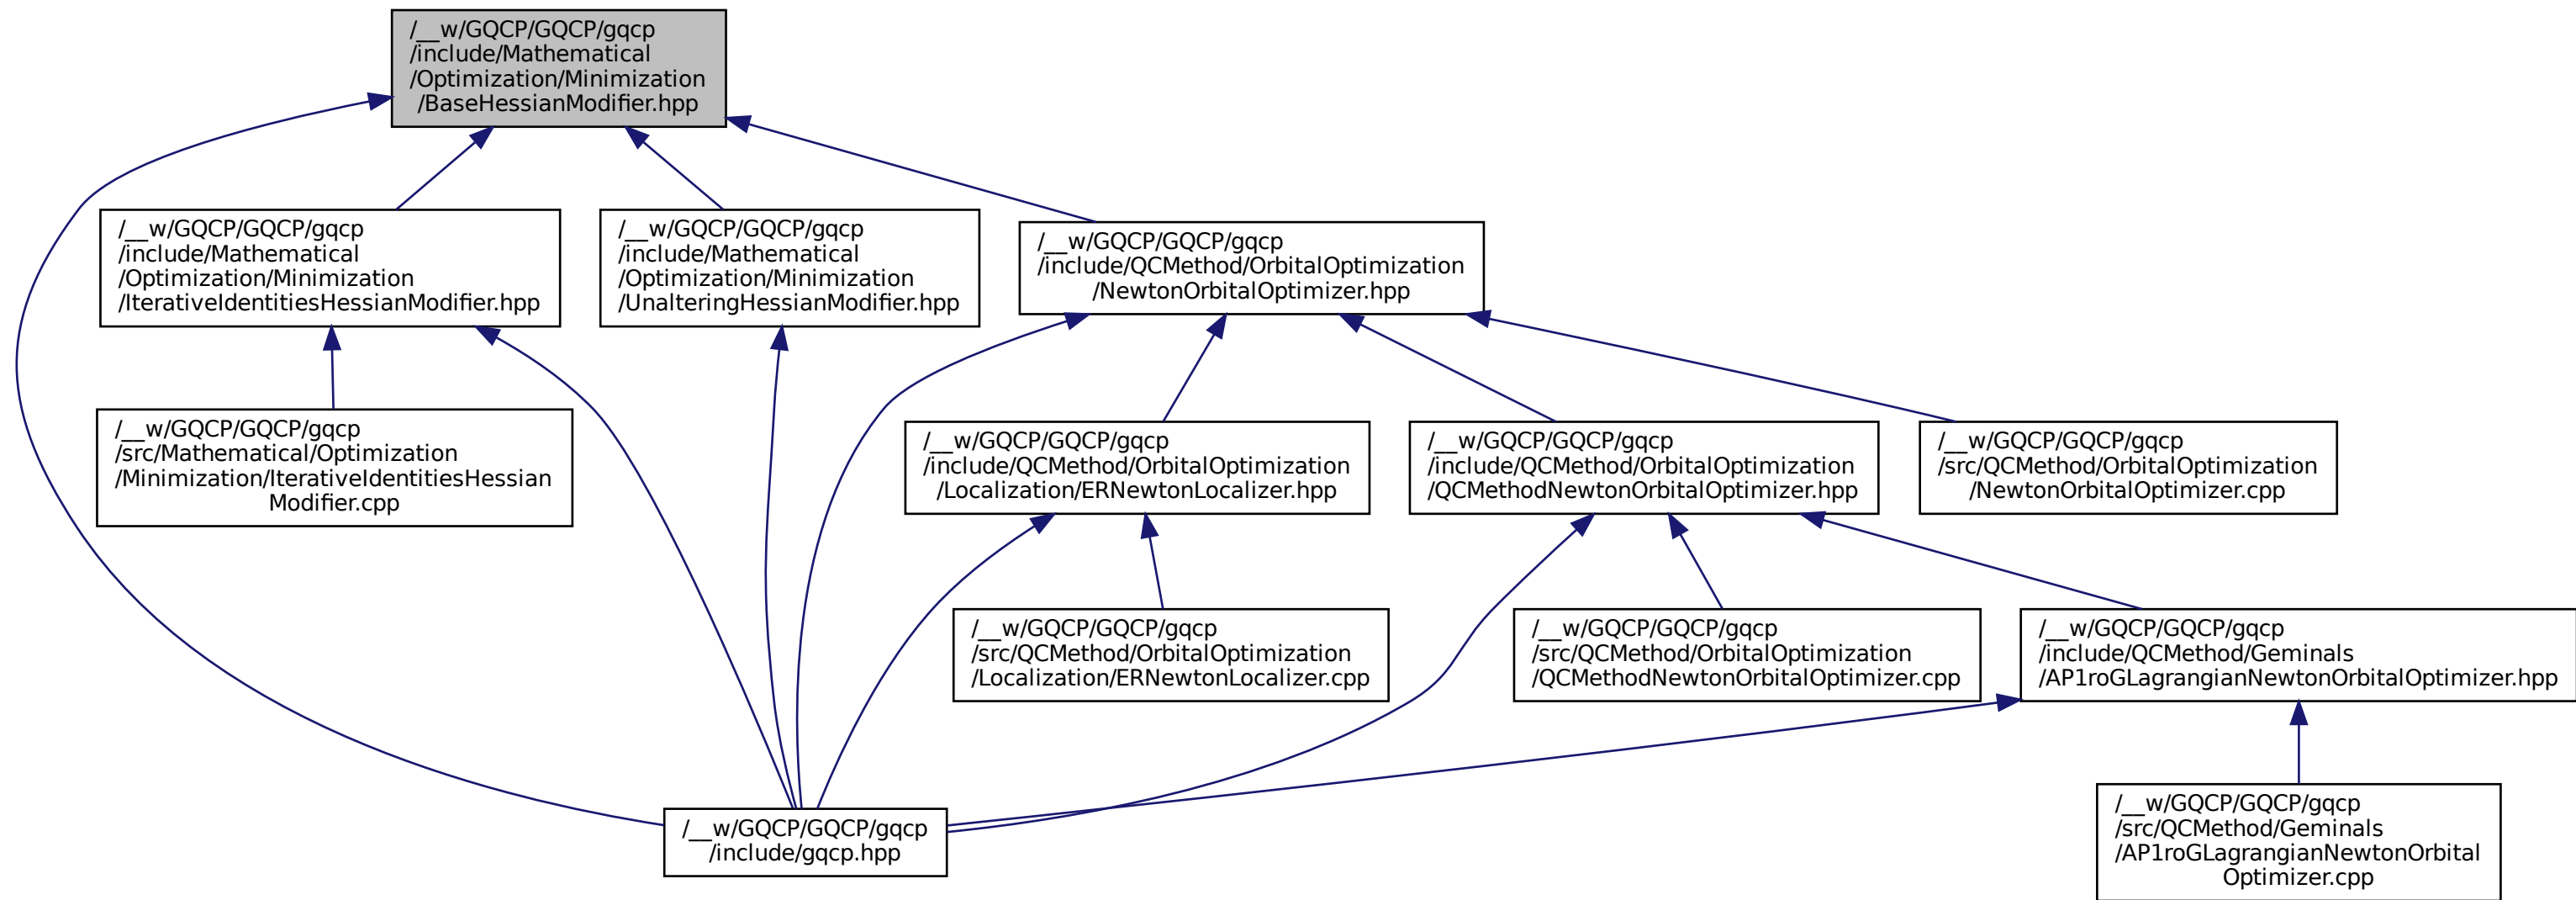 /__w/GQCP/GQCP/gqcp
/include/Mathematical
/Optimization/Minimization
/BaseHessianModifier.hpp
/__w/GQCP/GQCP/gqcp
/include/Mathematical
/Optimization/Minimization
/IterativeIdentitiesHessianModifier.hpp
/__w/GQCP/GQCP/gqcp
/include/Mathematical
/Optimization/Minimization
/UnalteringHessianModifier.hpp
/__w/GQCP/GQCP/gqcp
/include/QCMethod/OrbitalOptimization
/NewtonOrbitalOptimizer.hpp
/__w/GQCP/GQCP/gqcp
/src/Mathematical/Optimization
/Minimization/IterativeIdentitiesHessian
Modifier.cpp
/__w/GQCP/GQCP/gqcp
/include/QCMethod/OrbitalOptimization
/Localization/ERNewtonLocalizer.hpp
/__w/GQCP/GQCP/gqcp
/include/QCMethod/OrbitalOptimization
/QCMethodNewtonOrbitalOptimizer.hpp
/__w/GQCP/GQCP/gqcp
/src/QCMethod/OrbitalOptimization
/NewtonOrbitalOptimizer.cpp
/__w/GQCP/GQCP/gqcp
/src/QCMethod/OrbitalOptimization
/Localization/ERNewtonLocalizer.cpp
/__w/GQCP/GQCP/gqcp
/src/QCMethod/OrbitalOptimization
/QCMethodNewtonOrbitalOptimizer.cpp
/__w/GQCP/GQCP/gqcp
/include/QCMethod/Geminals
/AP1roGLagrangianNewtonOrbitalOptimizer.hpp
/__w/GQCP/GQCP/gqcp
/include/gqcp.hpp
/__w/GQCP/GQCP/gqcp
/src/QCMethod/Geminals
/AP1roGLagrangianNewtonOrbital
Optimizer.cpp